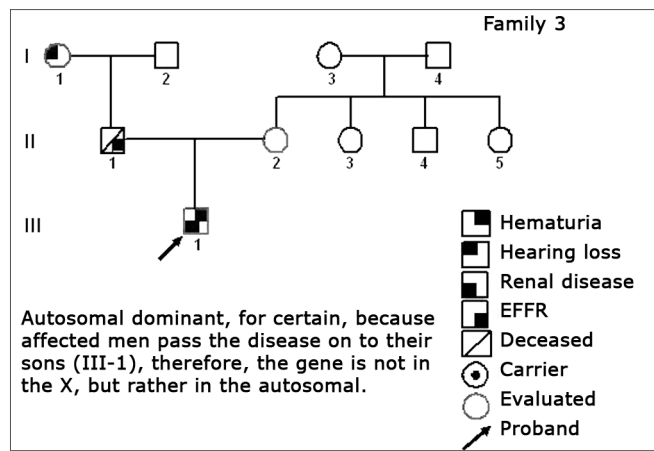 Family 3
I
1
2
3
4
II
1
2
3
4
5
III
1
Hematuria
Hearing loss
Renal disease
EFFR
Deceased
Carrier
Evaluated
Proband
Autosomal dominant, for certain, because
affected men pass the disease on to their
sons (III-1), therefore, the gene is not in
the X, but rather in the autosomal.